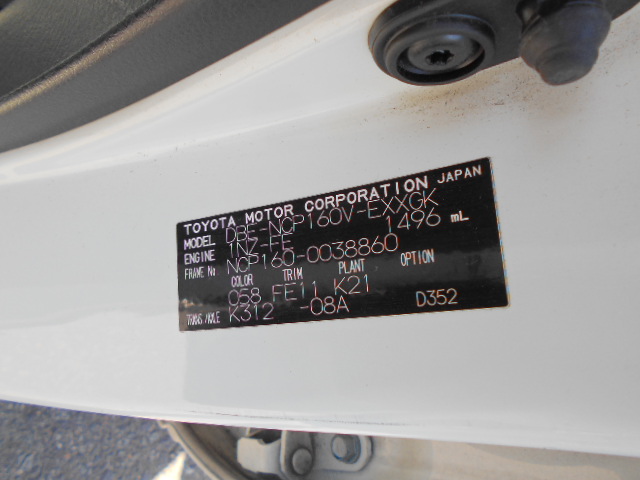 TOYOTA MOTOR CORPORATION JAPAN
MODEL DBE-NCP160V-EXXGK
ENGINE 1NZ-FE 1496 mL
FRAME No NCP160-0038860
COLOR TRIM PLANT OPTION
058 FE11 K21
TRANS/AXLE K312 -08A D352